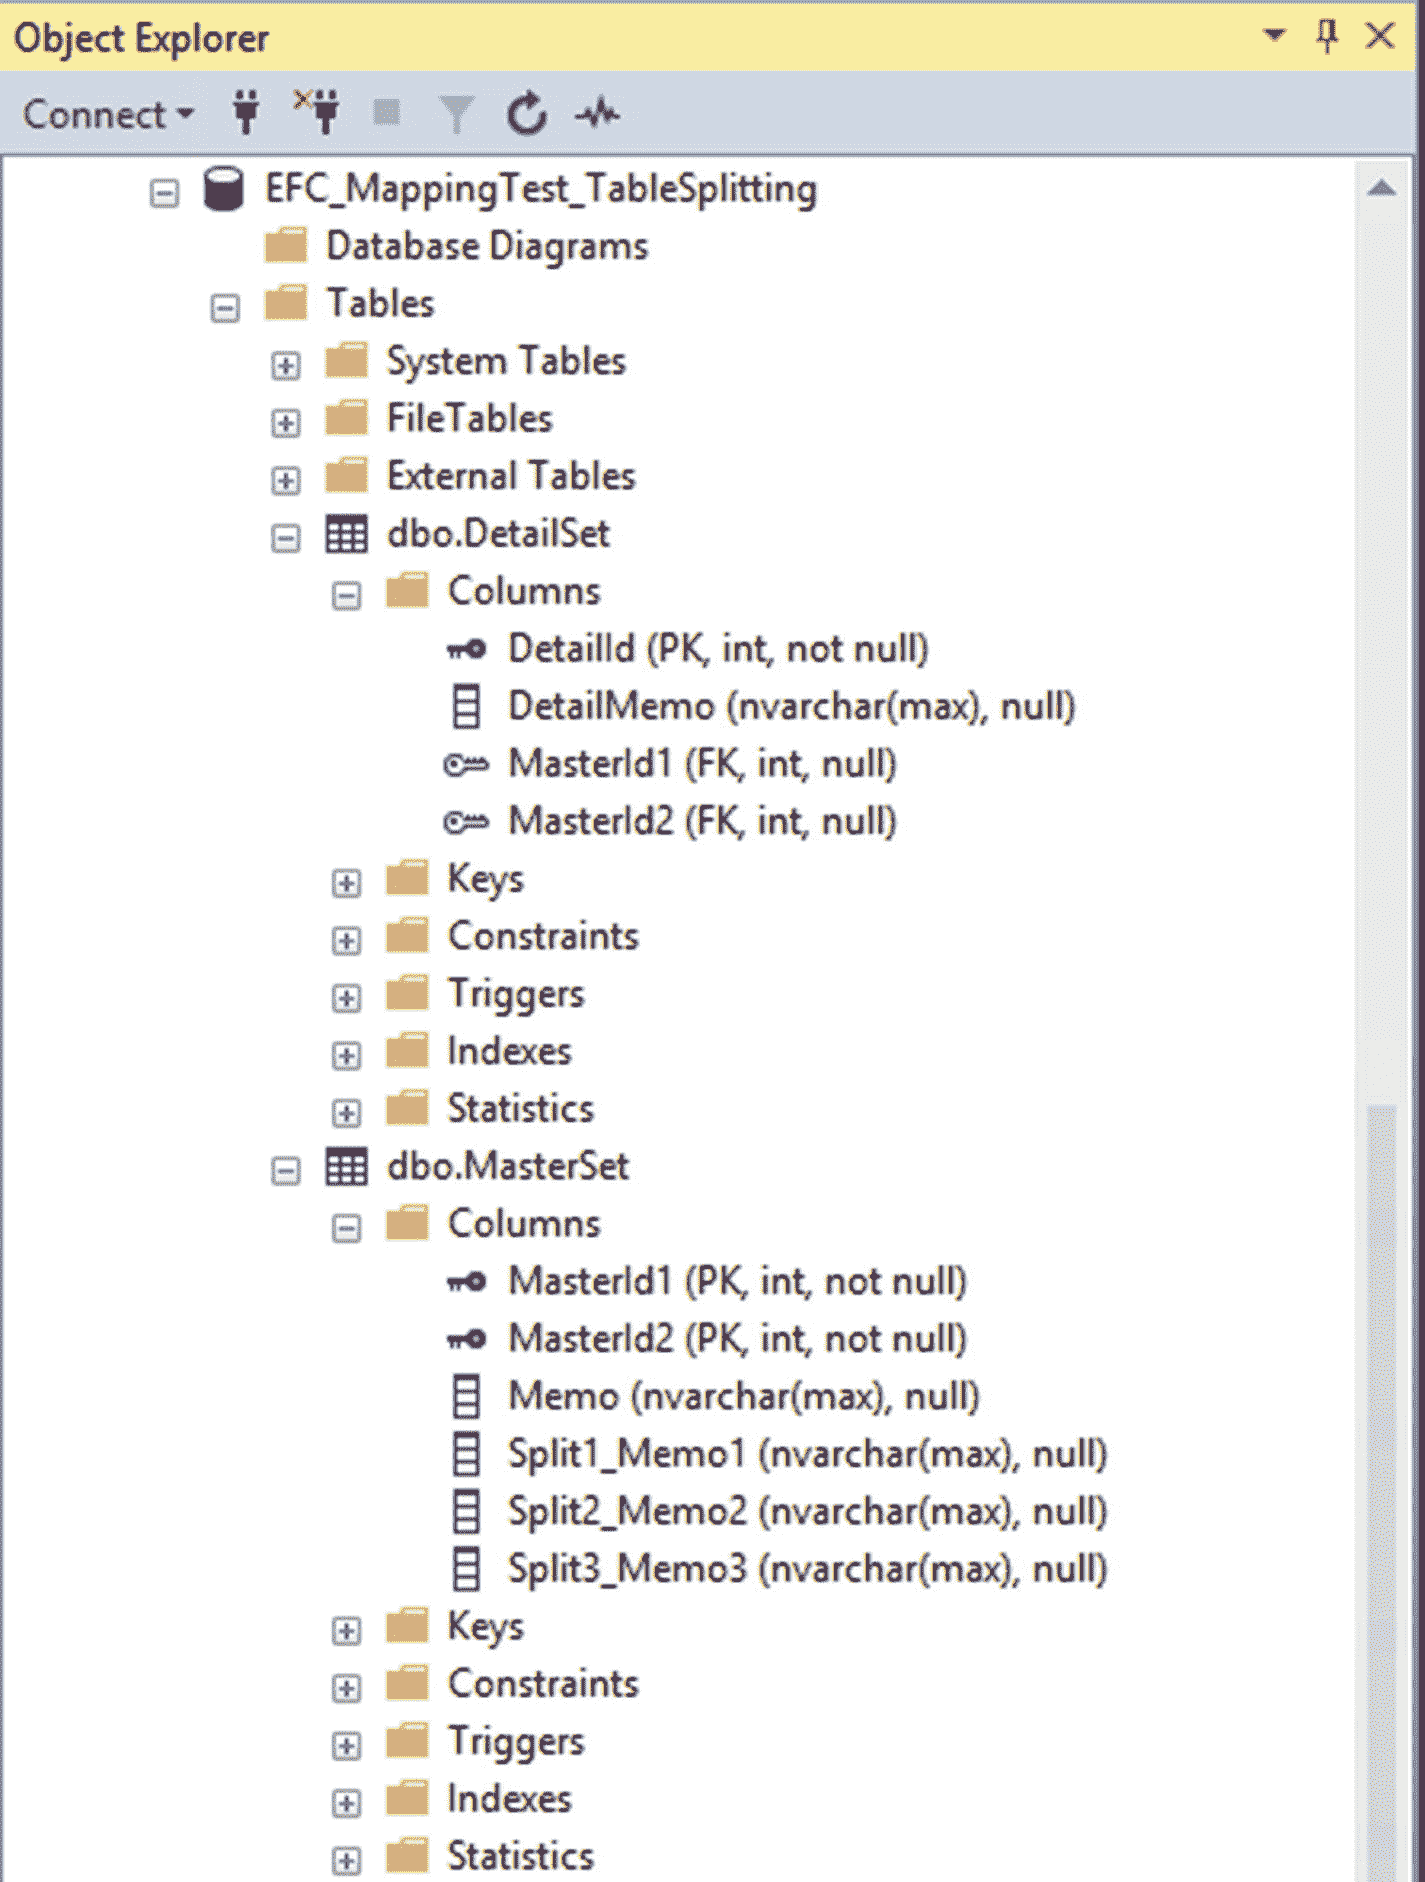 Object Explorer
Connect
EFC_MappingTest_TableSplitting
Database Diagrams
Tables
System Tables
FileTables
External Tables
dbo.DetailSet
Columns
DetailId (PK, int, not null)
DetailMemo (nvarchar(max), null)
MasterId1 (FK, int, null)
MasterId2 (FK, int, null)
Keys
Constraints
Triggers
Indexes
Statistics
dbo.MasterSet
Columns
MasterId1 (PK, int, not null)
MasterId2 (PK, int, not null)
Memo (nvarchar(max), null)
Split1_Memo1 (nvarchar(max), null)
Split2_Memo2 (nvarchar(max), null)
Split3_Memo3 (nvarchar(max), null)
Keys
Constraints
Triggers
Indexes
Statistics